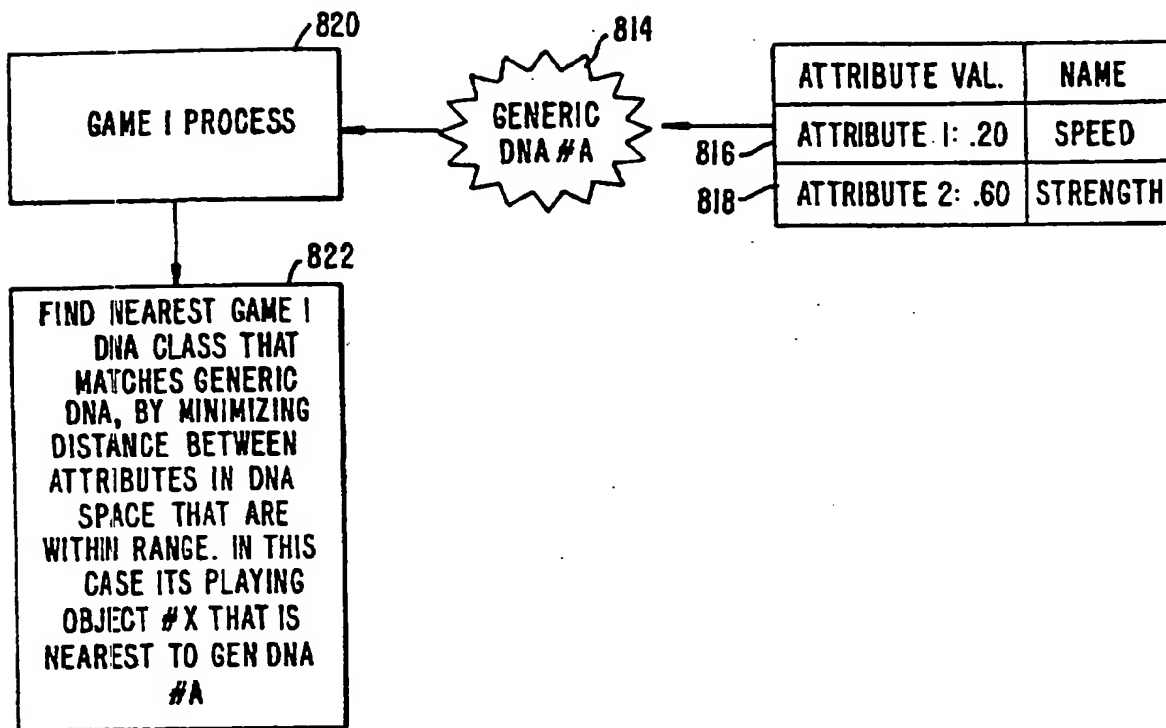 820
GAME 1 PROCESS
814
GENERIC
DNA #A
ATTRIBUTE VAL. NAME
816 ATTRIBUTE 1: .20 SPEED
818 ATTRIBUTE 2: .60 STRENGTH
822
FIND NEAREST GAME 1
DNA CLASS THAT
MATCHES GENERIC
DNA, BY MINIMIZING
DISTANCE BETWEEN
ATTRIBUTES IN DNA
SPACE THAT ARE
WITHIN RANGE. IN THIS
CASE ITS PLAYING
OBJECT #X THAT IS
NEAREST TO GEN DNA
#A